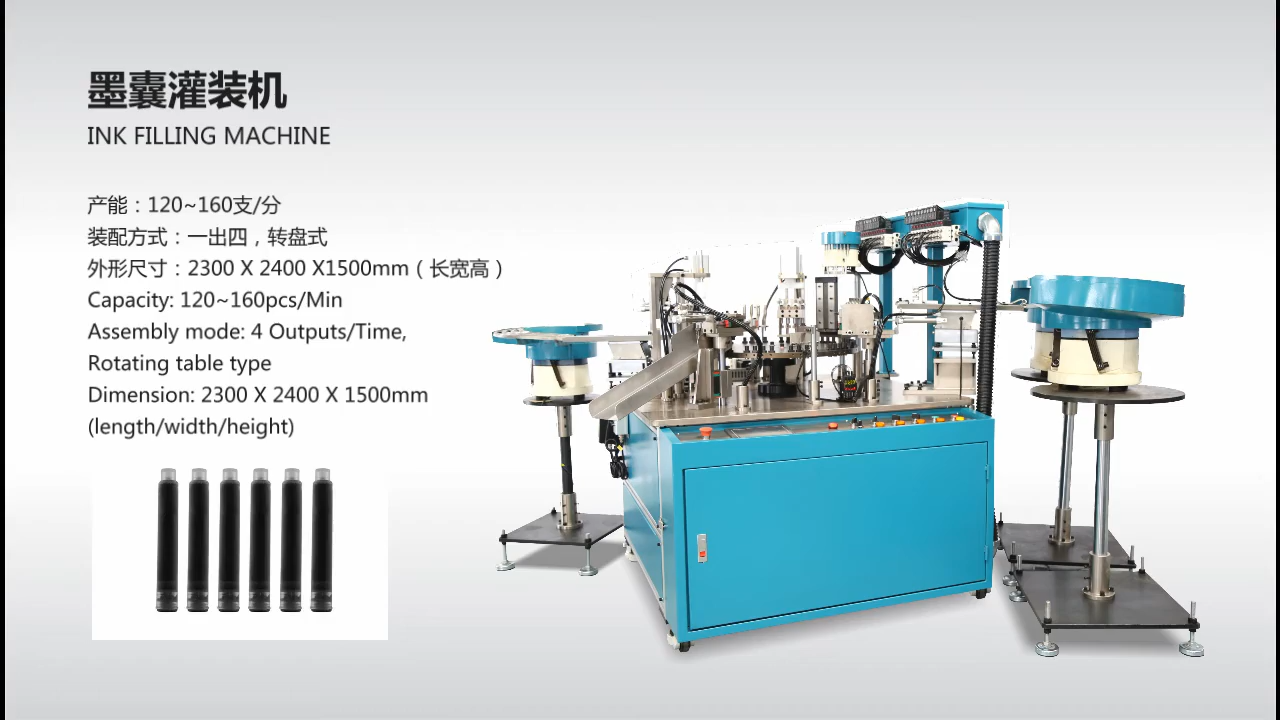 墨囊灌装机
INK FILLING MACHINE
产能：120~160支/分
装配方式：一出四，转盘式
外形尺寸：2300 X 2400 X1500mm（长宽高）
Capacity: 120~160pcs/Min
Assembly mode: 4 Outputs/Time,
Rotating table type
Dimension: 2300 X 2400 X 1500mm
(length/width/height)